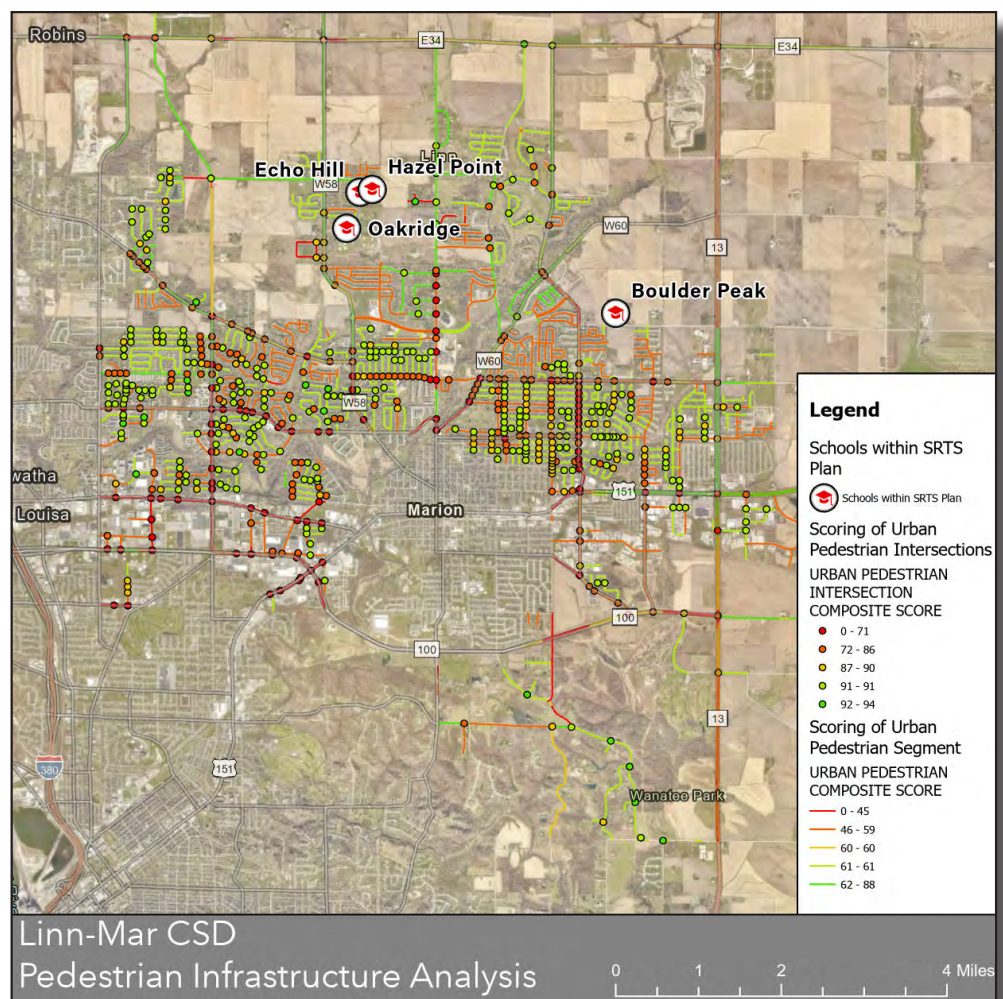 Robins
E34
E34
Linn
Echo Hill
Hazel Point
W58
Oakridge
W60
13
Boulder Peak
W60
W58
watha
Louisa
Marion
151
100
100
13
151
380
Wanatee Park
Legend
Schools within SRTS
Plan
Schools within SRTS Plan
Scoring of Urban
Pedestrian Intersections
URBAN PEDESTRIAN
INTERSECTION
COMPOSITE SCORE
0 - 71
72 - 86
87 - 90
91 - 91
92 - 94
Scoring of Urban
Pedestrian Segment
URBAN PEDESTRIAN
COMPOSITE SCORE
0 - 45
46 - 59
60 - 60
61 - 61
62 - 88
Linn-Mar CSD
Pedestrian Infrastructure Analysis
0 1 2 4 Miles